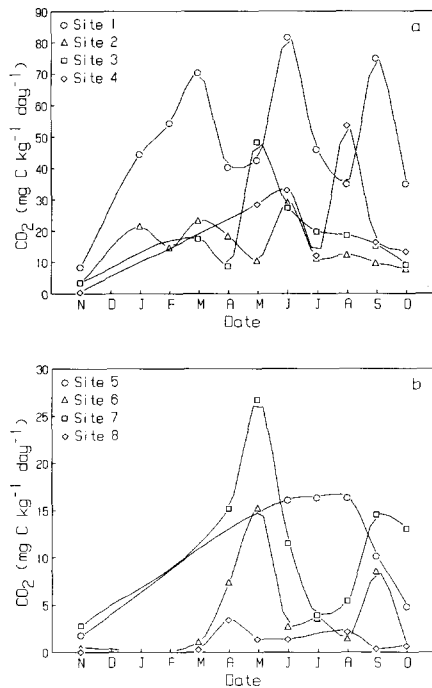 a
90
80
70
60
50
40
30
20
10
0
CO₂ (mg C kg⁻¹ day⁻¹)
Site 1
Site 2
Site 3
Site 4
N D J F M A M J J A S O
Date
b
30
25
20
15
10
5
0
CO₂ (mg C kg⁻¹ day⁻¹)
Site 5
Site 6
Site 7
Site 8
N D J F M A M J J A S O
Date